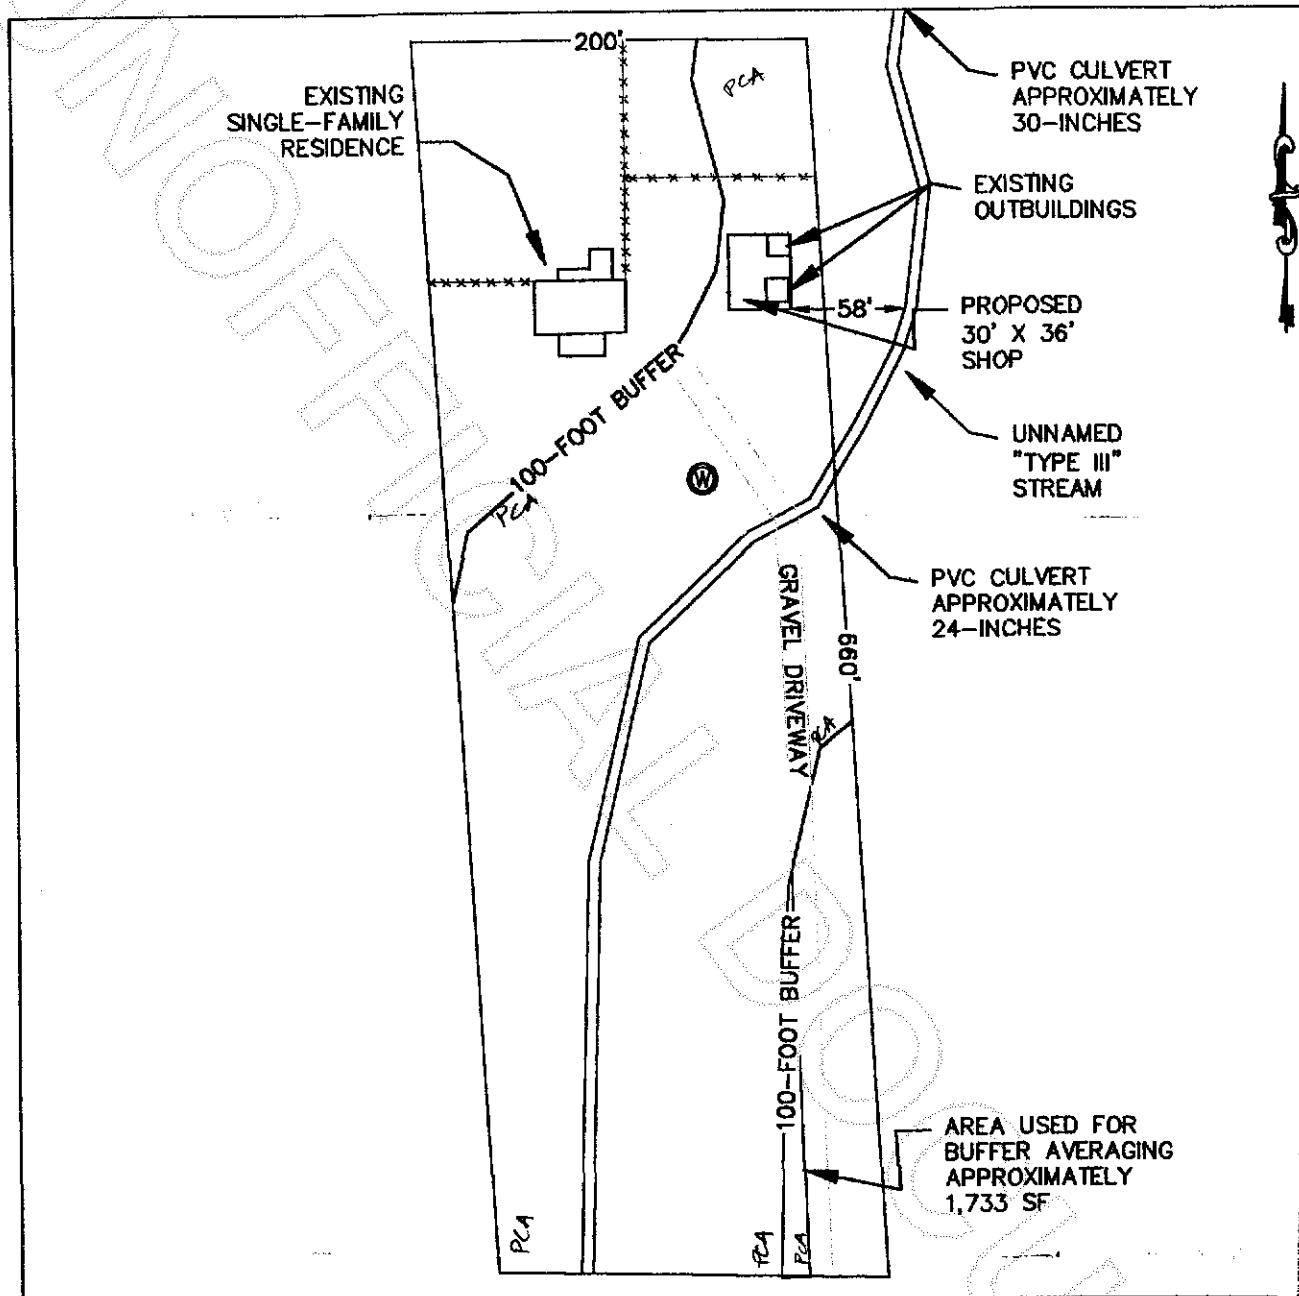 200'
PCA
PVC CULVERT
APPROXIMATELY
30-INCHES
EXISTING
SINGLE-FAMILY
RESIDENCE
EXISTING
OUTBUILDINGS
58'
PROPOSED
30' X 36'
SHOP
100-FOOT BUFFER
PCA
W
UNNAMED
"TYPE III"
STREAM
PVC CULVERT
APPROXIMATELY
24-INCHES
GRAVEL DRIVEWAY
660'
PCA
100-FOOT BUFFER
AREA USED FOR
BUFFER AVERAGING
APPROXIMATELY
1,733 SF
PCA
PCA
PCA
UNOFFICIAL DOCU